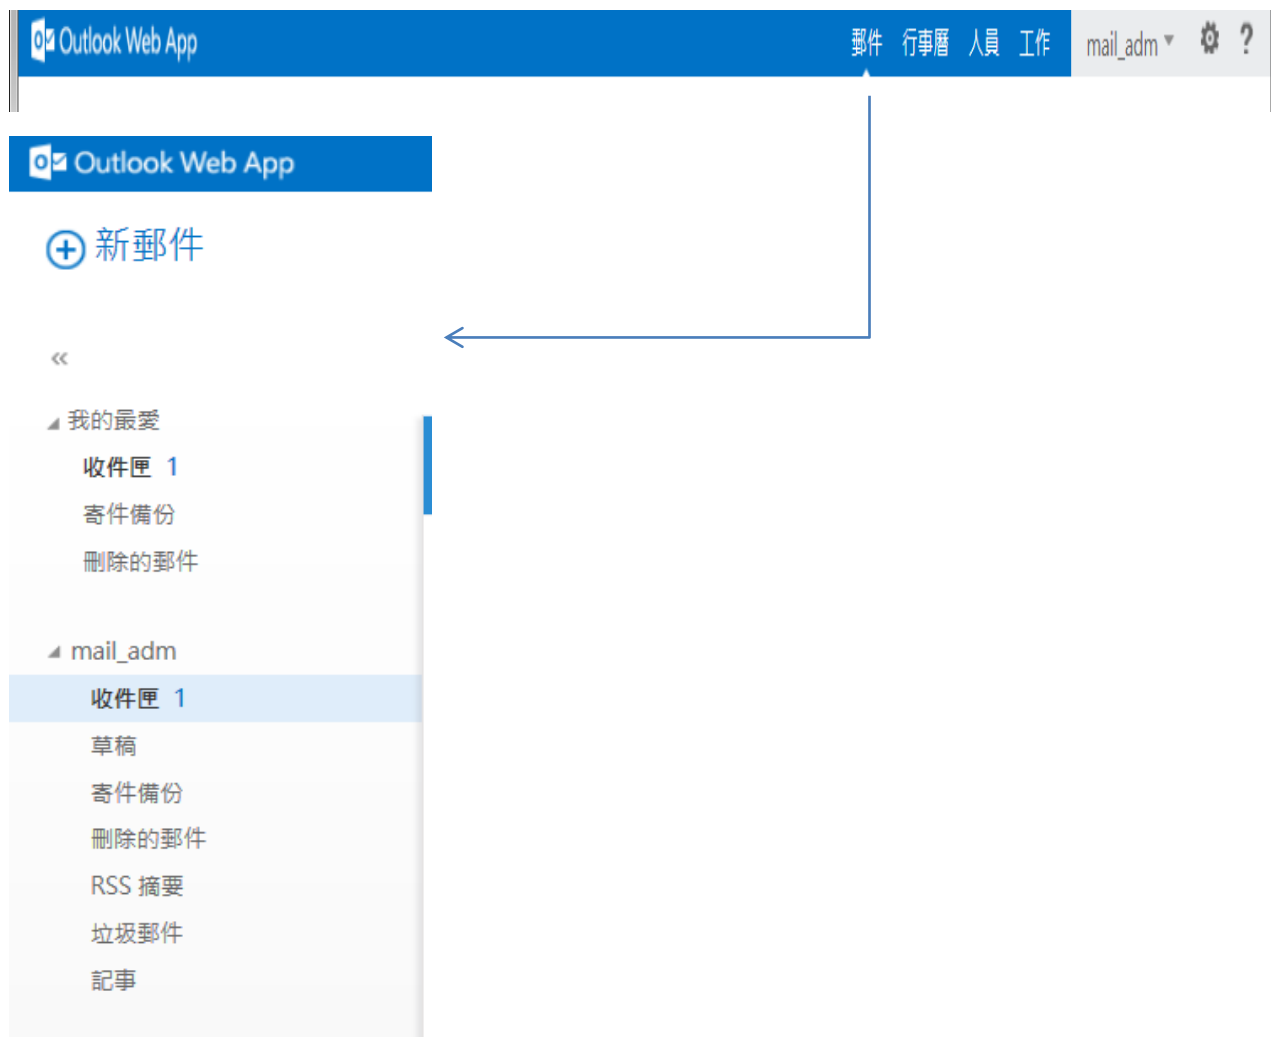 Outlook Web App 郵件 行事曆 人員 工作 mail_adm ?
Outlook Web App
新郵件
«
我的最愛
收件匣 1
寄件備份
刪除的郵件
mail_adm
收件匣 1
草稿
寄件備份
刪除的郵件
RSS 摘要
垃圾郵件
記事